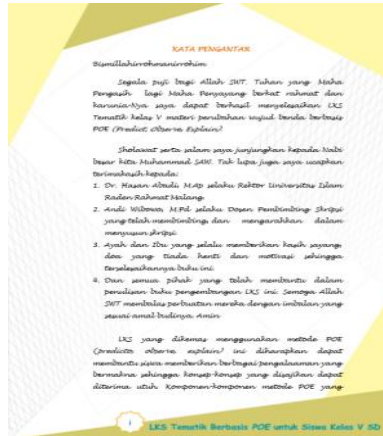 KATA PENGANTAR
Bismillahirrohmanirrohim
Segala puji bagi Allah SWT. Tuhan yang Maha
Pengasih lagi Maha Penyayang berkat rahmat dan
karunia-Nya saya dapat berhasil menyelesaikan LKS
Tematik kelas V materi perubahan wujud benda berbasis
POE (Predict, Observe, Explain)
Sholawat serta salam saya junjungkan kepada Nabi
besar kita Muhammad SAW. Tak lupa juga saya ucapkan
terimakasih kepada:
1. Dr. Hasan Abadi, M.Ap selaku Rektor Universitas Islam
Raden Rahmat Malang.
2. Andi Wibowo, M.Pd selaku Dosen Pembimbing Skripsi
yang telah membimbing dan mengarahkan dalam
menyusun skripsi.
3. Ayah dan Ibu yang selalu memberikan kasih sayang,
doa yang tiada henti dan motivasi sehingga
terselesaikannya buku ini.
4. Dan semua pihak yang telah membantu dalam
penulisan buku pengembangan LKS ini. Semoga Allah
SWT membalas perbuatan mereka dengan imbalan yang
sesuai amal budinya. Amin
LKS yang dikemas menggunakan metode POE
(predict, observe, explain) ini diharapkan dapat
membantu siswa memberikan berbagai pengalaman yang
bermakna sehingga konsep-konsep yang disajikan dapat
diterima utuh. Komponen-komponen metode POE yang
i
LKS Tematik Berbasis POE untuk Siswa Kelas V SD